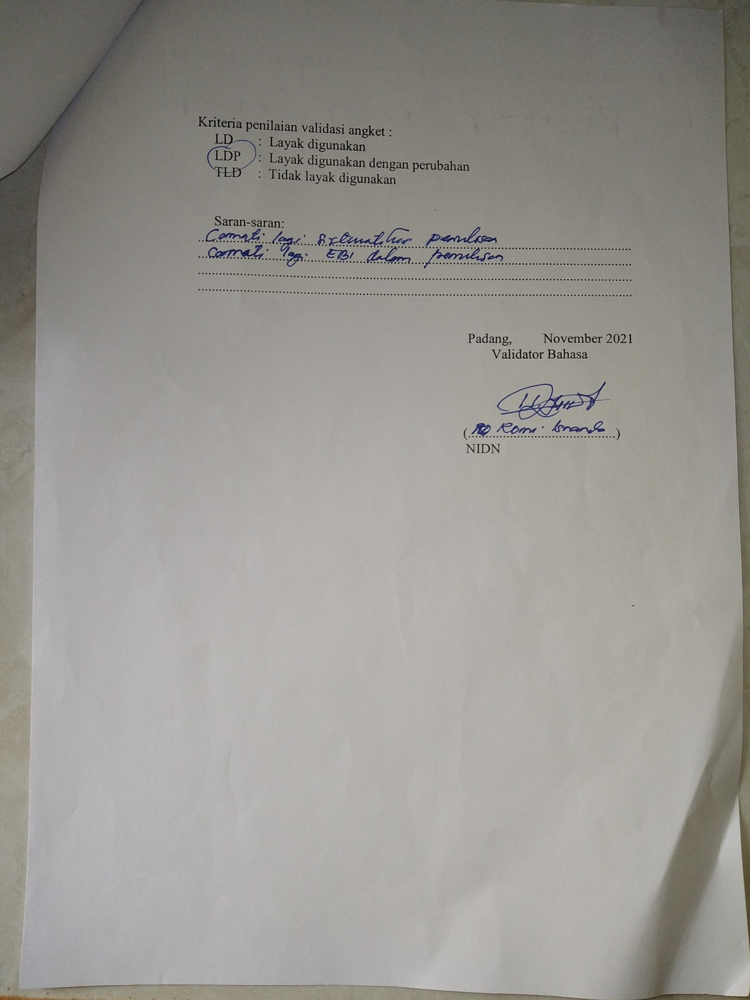 Kriteria penilaian validasi angket :
LD : Layak digunakan
LDP : Layak digunakan dengan perubahan
TLD : Tidak layak digunakan
Saran-saran:
Cermati lagi sistematika penulisan
Cermati lagi EBI dalam penulisan
Padang, November 2021
Validator Bahasa
(Romi Isnanda)
NIDN